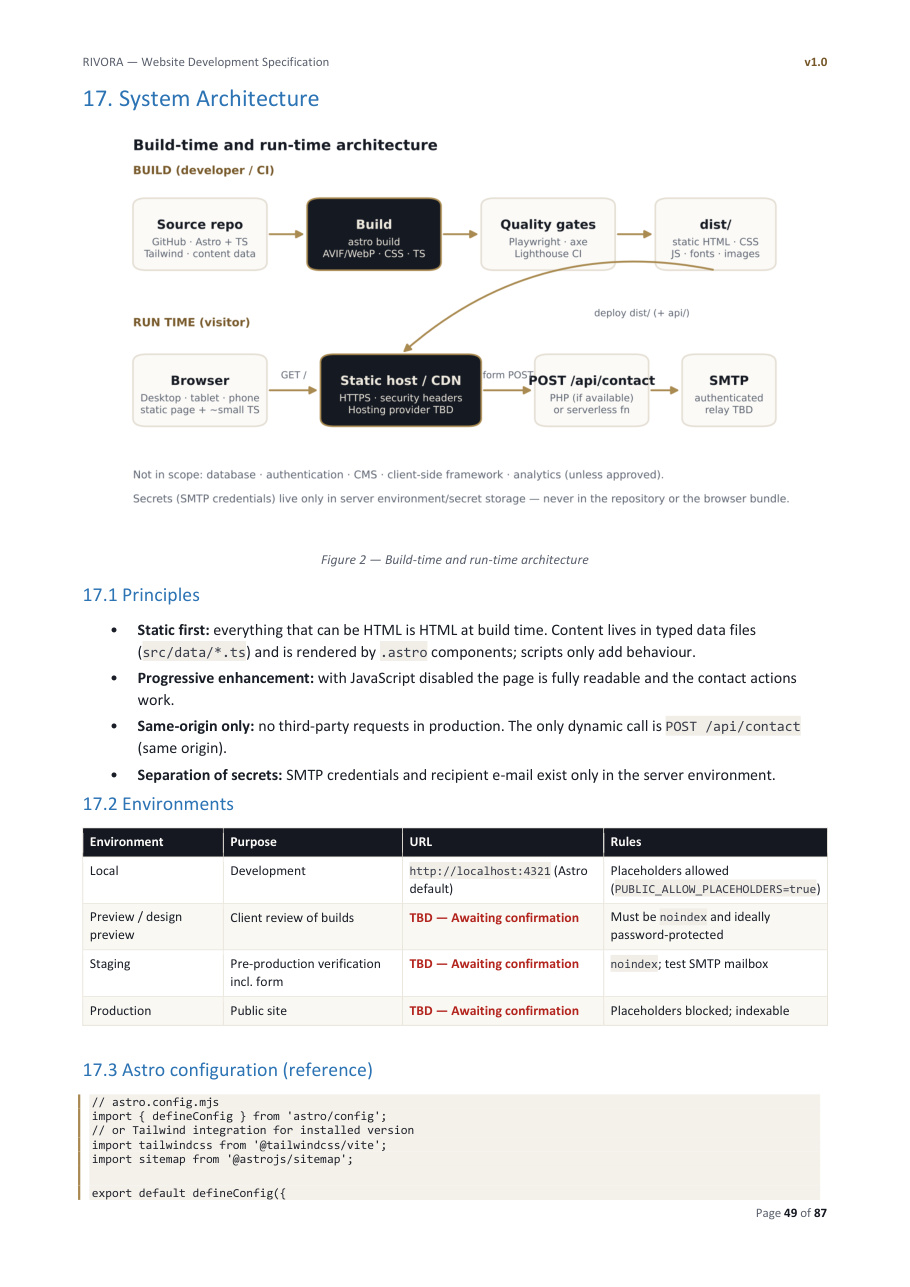 RIVORA — Website Development Specification v1.0
17. System Architecture
Build-time and run-time architecture
BUILD (developer / CI)
Source repo
GitHub · Astro + TS
Tailwind · content data
Build
astro build
AVIF/WebP · CSS · TS
Quality gates
Playwright · axe
Lighthouse CI
dist/
static HTML · CSS
JS · fonts · images
deploy dist/ (+ api/)
RUN TIME (visitor)
Browser
Desktop · tablet · phone
static page + ~small TS
GET /
Static host / CDN
HTTPS · security headers
Hosting provider TBD
form POST
POST /api/contact
PHP (if available)
or serverless fn
SMTP
authenticated
relay TBD
Not in scope: database · authentication · CMS · client-side framework · analytics (unless approved).
Secrets (SMTP credentials) live only in server environment/secret storage — never in the repository or the browser bundle.
Figure 2 — Build-time and run-time architecture
17.1 Principles
• Static first: everything that can be HTML is HTML at build time. Content lives in typed data files
(src/data/*.ts) and is rendered by .astro components; scripts only add behaviour.
• Progressive enhancement: with JavaScript disabled the page is fully readable and the contact actions
work.
• Same-origin only: no third-party requests in production. The only dynamic call is POST /api/contact
(same origin).
• Separation of secrets: SMTP credentials and recipient e-mail exist only in the server environment.
17.2 Environments
Environment Purpose URL Rules
Local Development http://localhost:4321 (Astro Placeholders allowed
default) (PUBLIC_ALLOW_PLACEHOLDERS=true)
Preview / design Client review of builds TBD — Awaiting confirmation Must be noindex and ideally
preview password-protected
Staging Pre-production verification TBD — Awaiting confirmation noindex; test SMTP mailbox
incl. form
Production Public site TBD — Awaiting confirmation Placeholders blocked; indexable
17.3 Astro configuration (reference)
// astro.config.mjs
import { defineConfig } from 'astro/config';
// or Tailwind integration for installed version
import tailwindcss from '@tailwindcss/vite';
import sitemap from '@astrojs/sitemap';
export default defineConfig({
Page 49 of 87